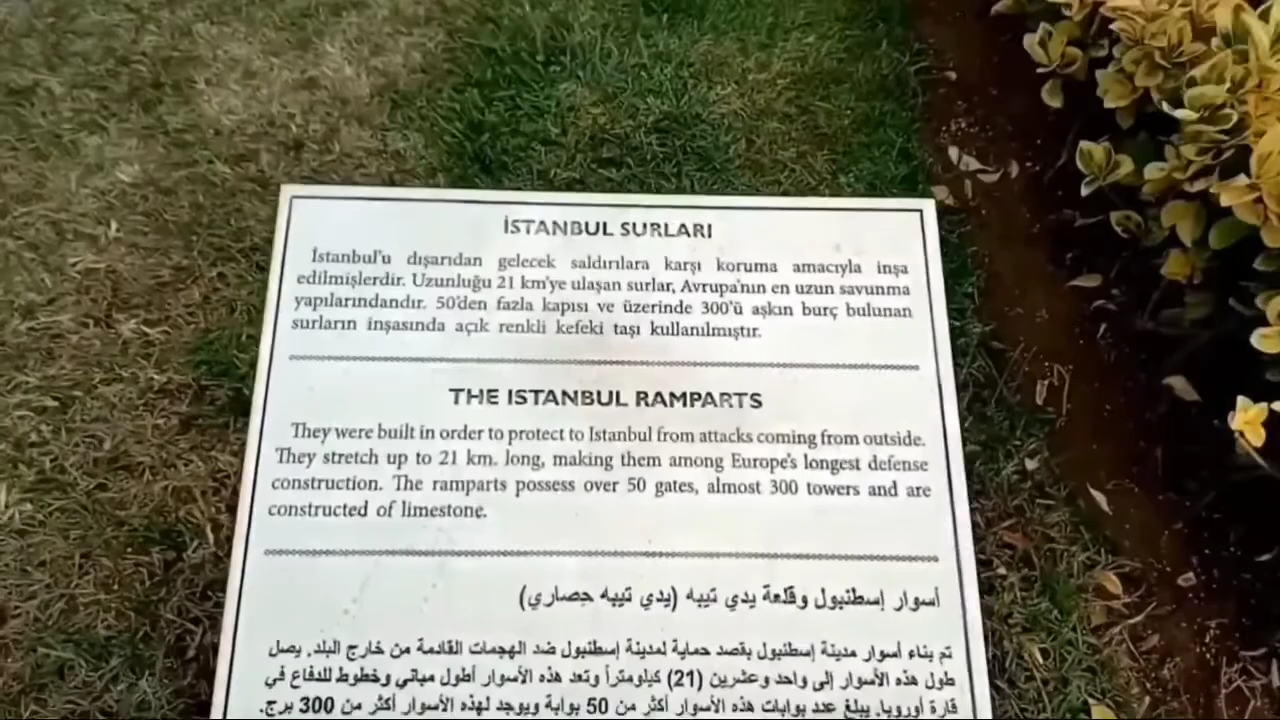 İSTANBUL SURLARI
İstanbul'u dışarıdan gelecek saldırılara karşı koruma amacıyla inşa
edilmişlerdir. Uzunluğu 21 km'ye ulaşan surlar, Avrupa'nın en uzun savunma
yapılarındandır. 50'den fazla kapısı ve üzerinde 300'ü aşkın burç bulunan
surların inşasında açık renkli kefeki taşı kullanılmıştır.
THE ISTANBUL RAMPARTS
They were built in order to protect to Istanbul from attacks coming from outside.
They stretch up to 21 km. long, making them among Europe's longest defense
construction. The ramparts possess over 50 gates, almost 300 towers and are
constructed of limestone.
أسوار إسطنبول وقلعة يدي تيبه (يدي تيبه حصاري)
تم بناء أسوار مدينة إسطنبول بقصد حماية لمدينة إسطنبول ضد الهجمات القادمة من خارج البلد. يصل
طول هذه الأسوار إلى واحد وعشرين (21) كيلومتراً وتعد هذه الأسوار أطول مباني وخطوط للدفاع في
قارة أوروبا. يبلغ عدد بوابات هذه الأسوار أكثر من 50 بوابة ويوجد لهذه الأسوار أكثر من 300 برج.